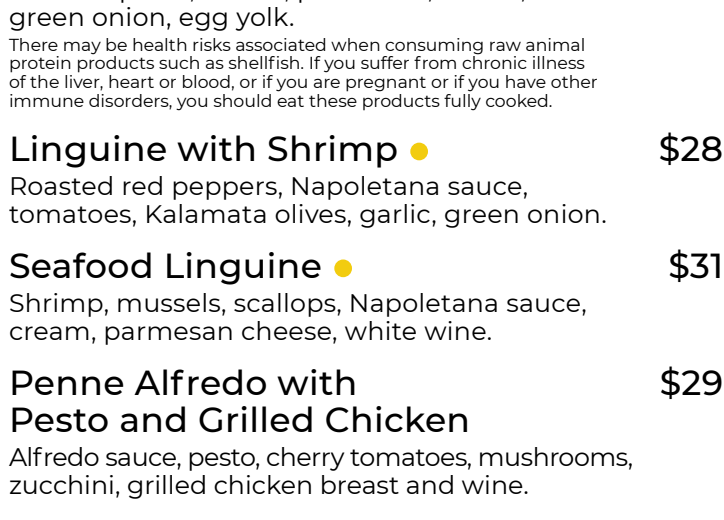 green onion, egg yolk.
There may be health risks associated when consuming raw animal
protein products such as shellfish. If you suffer from chronic illness
of the liver, heart or blood, or if you are pregnant or if you have other
immune disorders, you should eat these products fully cooked.
Linguine with Shrimp $28
Roasted red peppers, Napoletana sauce,
tomatoes, Kalamata olives, garlic, green onion.
Seafood Linguine $31
Shrimp, mussels, scallops, Napoletana sauce,
cream, parmesan cheese, white wine.
Penne Alfredo with $29
Pesto and Grilled Chicken
Alfredo sauce, pesto, cherry tomatoes, mushrooms,
zucchini, grilled chicken breast and wine.